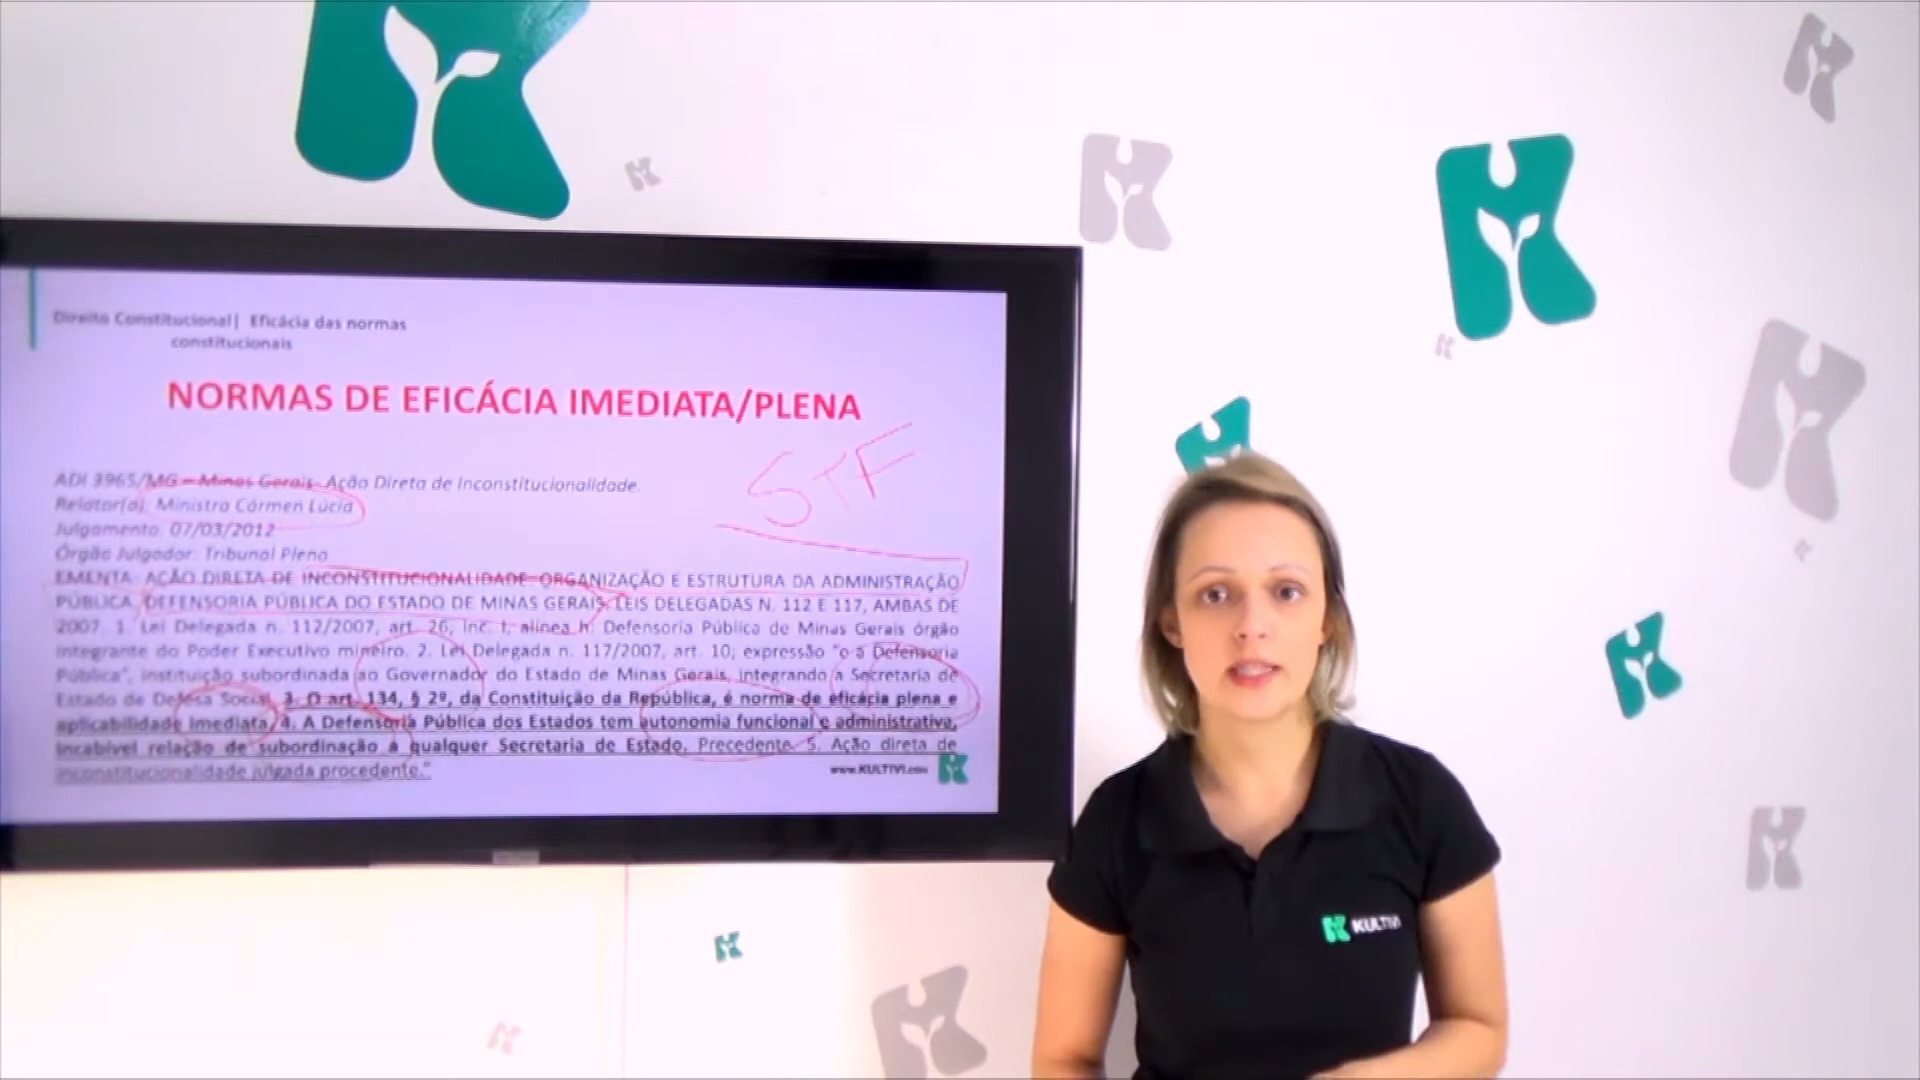 Direito Constitucional| Eficácia das normas
constitucionais
NORMAS DE EFICÁCIA IMEDIATA/PLENA
STF
ADI 3965/MG – Minas Gerais- Ação Direta de Inconstitucionalidade.
Relator(a): Ministra Cármen Lúcia
Julgamento: 07/03/2012
Órgão Julgador: Tribunal Pleno
EMENTA: AÇÃO DIRETA DE INCONSTITUCIONALIDADE. ORGANIZAÇÃO E ESTRUTURA DA ADMINISTRAÇÃO
PÚBLICA. DEFENSORIA PÚBLICA DO ESTADO DE MINAS GERAIS. LEIS DELEGADAS N. 112 E 117, AMBAS DE
2007. 1. Lei Delegada n. 112/2007, art. 26, inc. I, alínea h: Defensoria Pública de Minas Gerais órgão
integrante do Poder Executivo mineiro. 2. Lei Delegada n. 117/2007, art. 10; expressão "e a Defensoria
Pública", instituição subordinada ao Governador do Estado de Minas Gerais, integrando a Secretaria de
Estado de Defesa Social. 3. O art. 134, § 2º, da Constituição da República, é norma de eficácia plena e
aplicabilidade imediata. 4. A Defensoria Pública dos Estados tem autonomia funcional e administrativa,
incabível relação de subordinação a qualquer Secretaria de Estado. Precedente. 5. Ação direta de
inconstitucionalidade julgada procedente."
www.KULTIVI.com
KULTIVI